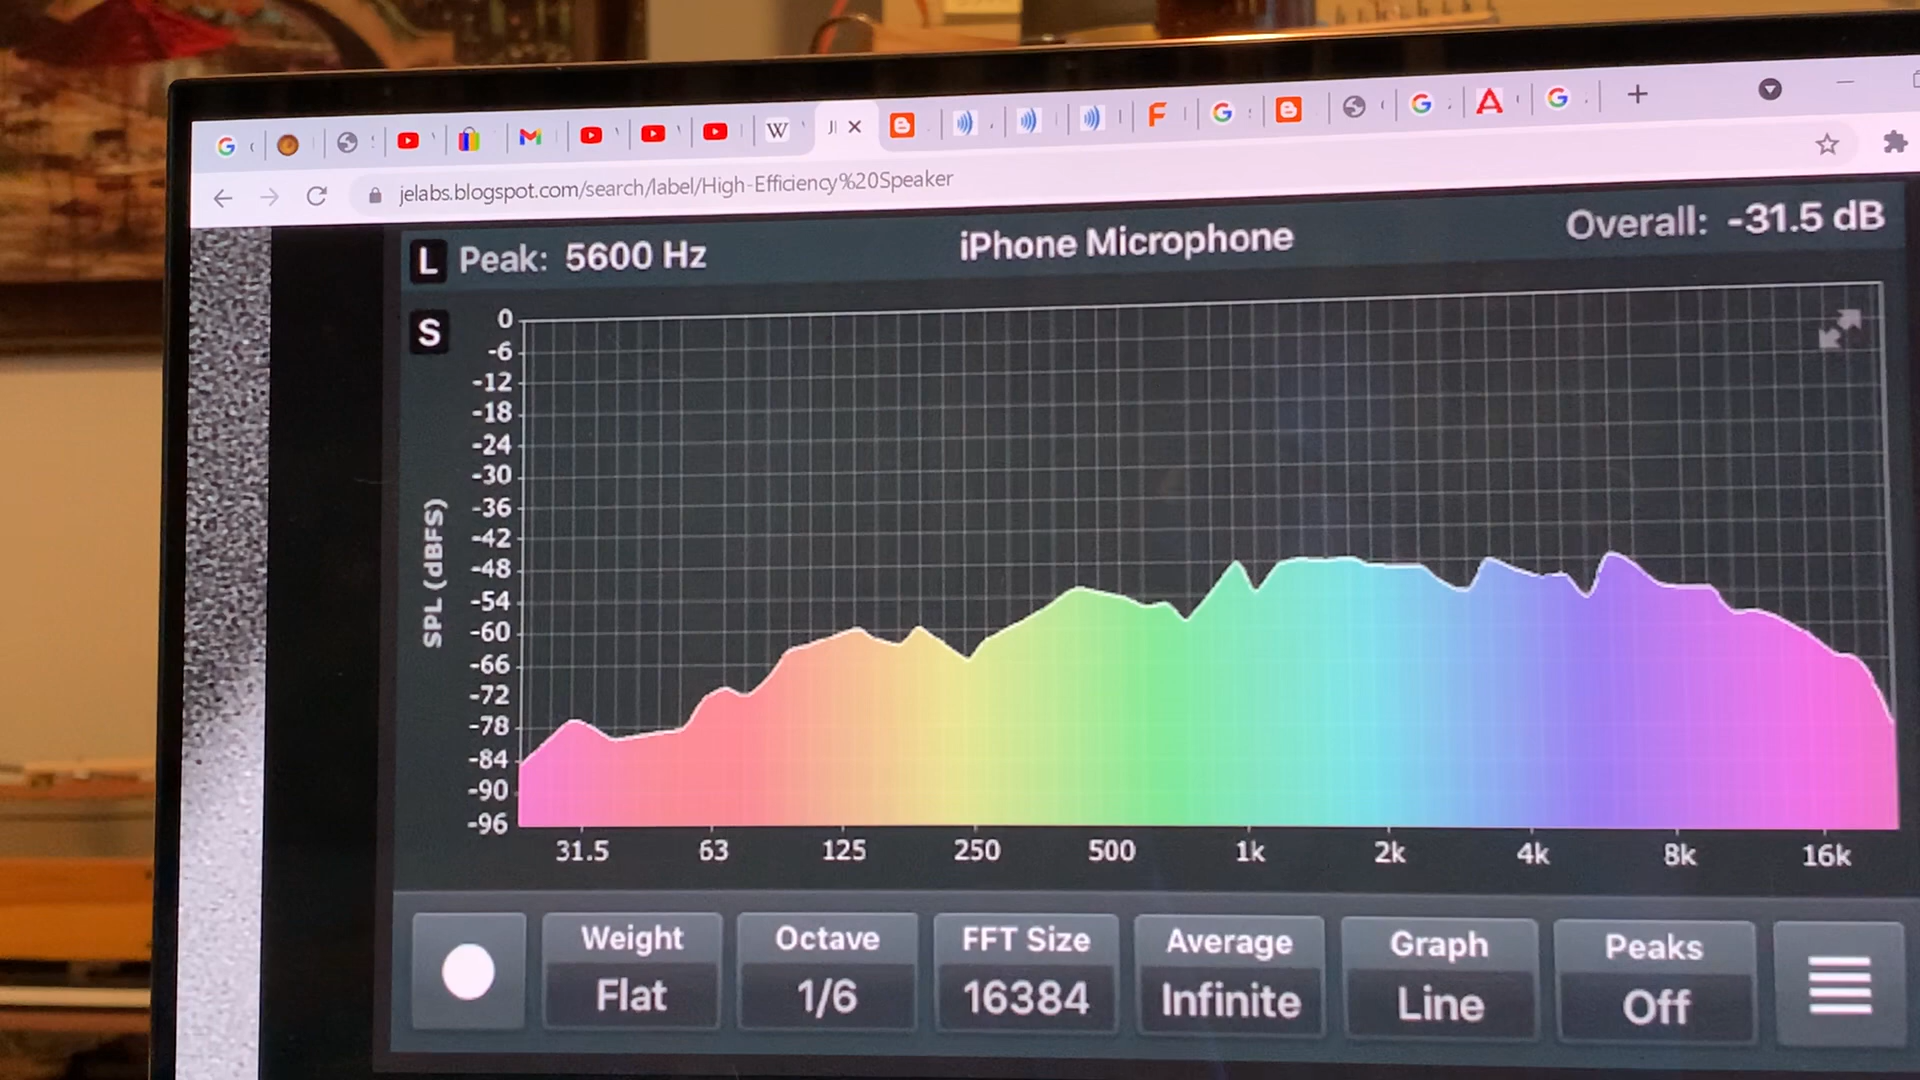 jelabs.blogspot.com/search/label/High-Efficiency%20Speaker
L Peak: 5600 Hz
iPhone Microphone
Overall: -31.5 dB
S
SPL (dBFS)
0
-6
-12
-18
-24
-30
-36
-42
-48
-54
-60
-66
-72
-78
-84
-90
-96
31.5 63 125 250 500 1k 2k 4k 8k 16k
Weight Octave FFT Size Average Graph Peaks
Flat 1/6 16384 Infinite Line Off